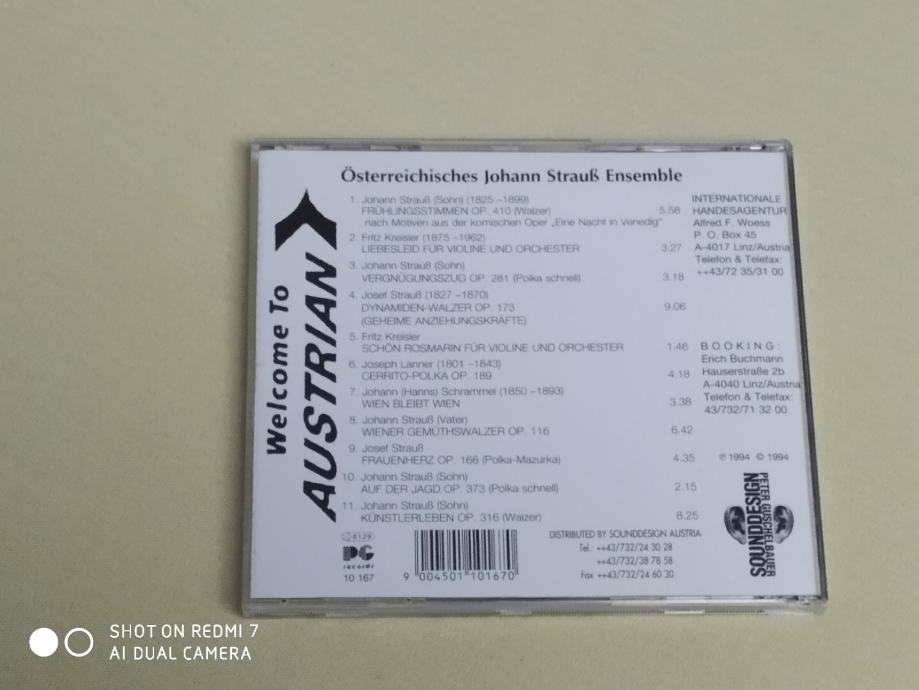 Österreichisches Johann Strauß Ensemble
Welcome To
AUSTRIAN
1. Johann Strauß (Sohn) (1825 –1899)
FRÜHLINGSSTIMMEN OP. 410 (Walzer) 5.58
nach Motiven aus der komischen Oper „Eine Nacht in Venedig"
2. Fritz Kreisler (1875 –1962)
LIEBESLEID FÜR VIOLINE UND ORCHESTER 3.27
3. Johann Strauß (Sohn)
VERGNÜGUNGSZUG OP. 281 (Polka schnell) 3.18
4. Josef Strauß (1827 –1870)
DYNAMIDEN-WALZER OP. 173 9.06
(GEHEIME ANZIEHUNGSKRÄFTE)
5. Fritz Kreisler
SCHÖN ROSMARIN FÜR VIOLINE UND ORCHESTER 1.46
6. Joseph Lanner (1801 –1843)
CERRITO-POLKA OP. 189 4.18
7. Johann (Hanns) Schrammel (1850 –1893)
WIEN BLEIBT WIEN 3.38
8. Johann Strauß (Vater)
WIENER GEMÜTHSWALZER OP. 116 6.42
9. Josef Strauß
FRAUENHERZ OP. 166 (Polka-Mazurka) 4.35
10. Johann Strauß (Sohn)
AUF DER JAGD OP. 373 (Polka schnell) 2.15
11. Johann Strauß (Sohn)
KÜNSTLERLEBEN OP. 316 (Walzer) 8.25
INTERNATIONALE
HANDESAGENTUR
Alfred F. Woess
P. O. Box 45
A-4017 Linz/Austria
Telefon & Telefax:
++43/72 35/31 00
BOOKING:
Erich Buchmann
Hauserstraße 2b
A-4040 Linz/Austria
Telefon & Telefax:
43/732/71 32 00
℗ 1994 © 1994
SOUNDDESIGN
PETER GUSCHELBAUER
8129
PG
records
10 167
9 004501 101670
DISTRIBUTED BY SOUNDDESIGN AUSTRIA
Tel.: ++43/732/24 30 28
++43/732/38 78 58
Fax ++43/732/24 60 30
SHOT ON REDMI 7
AI DUAL CAMERA